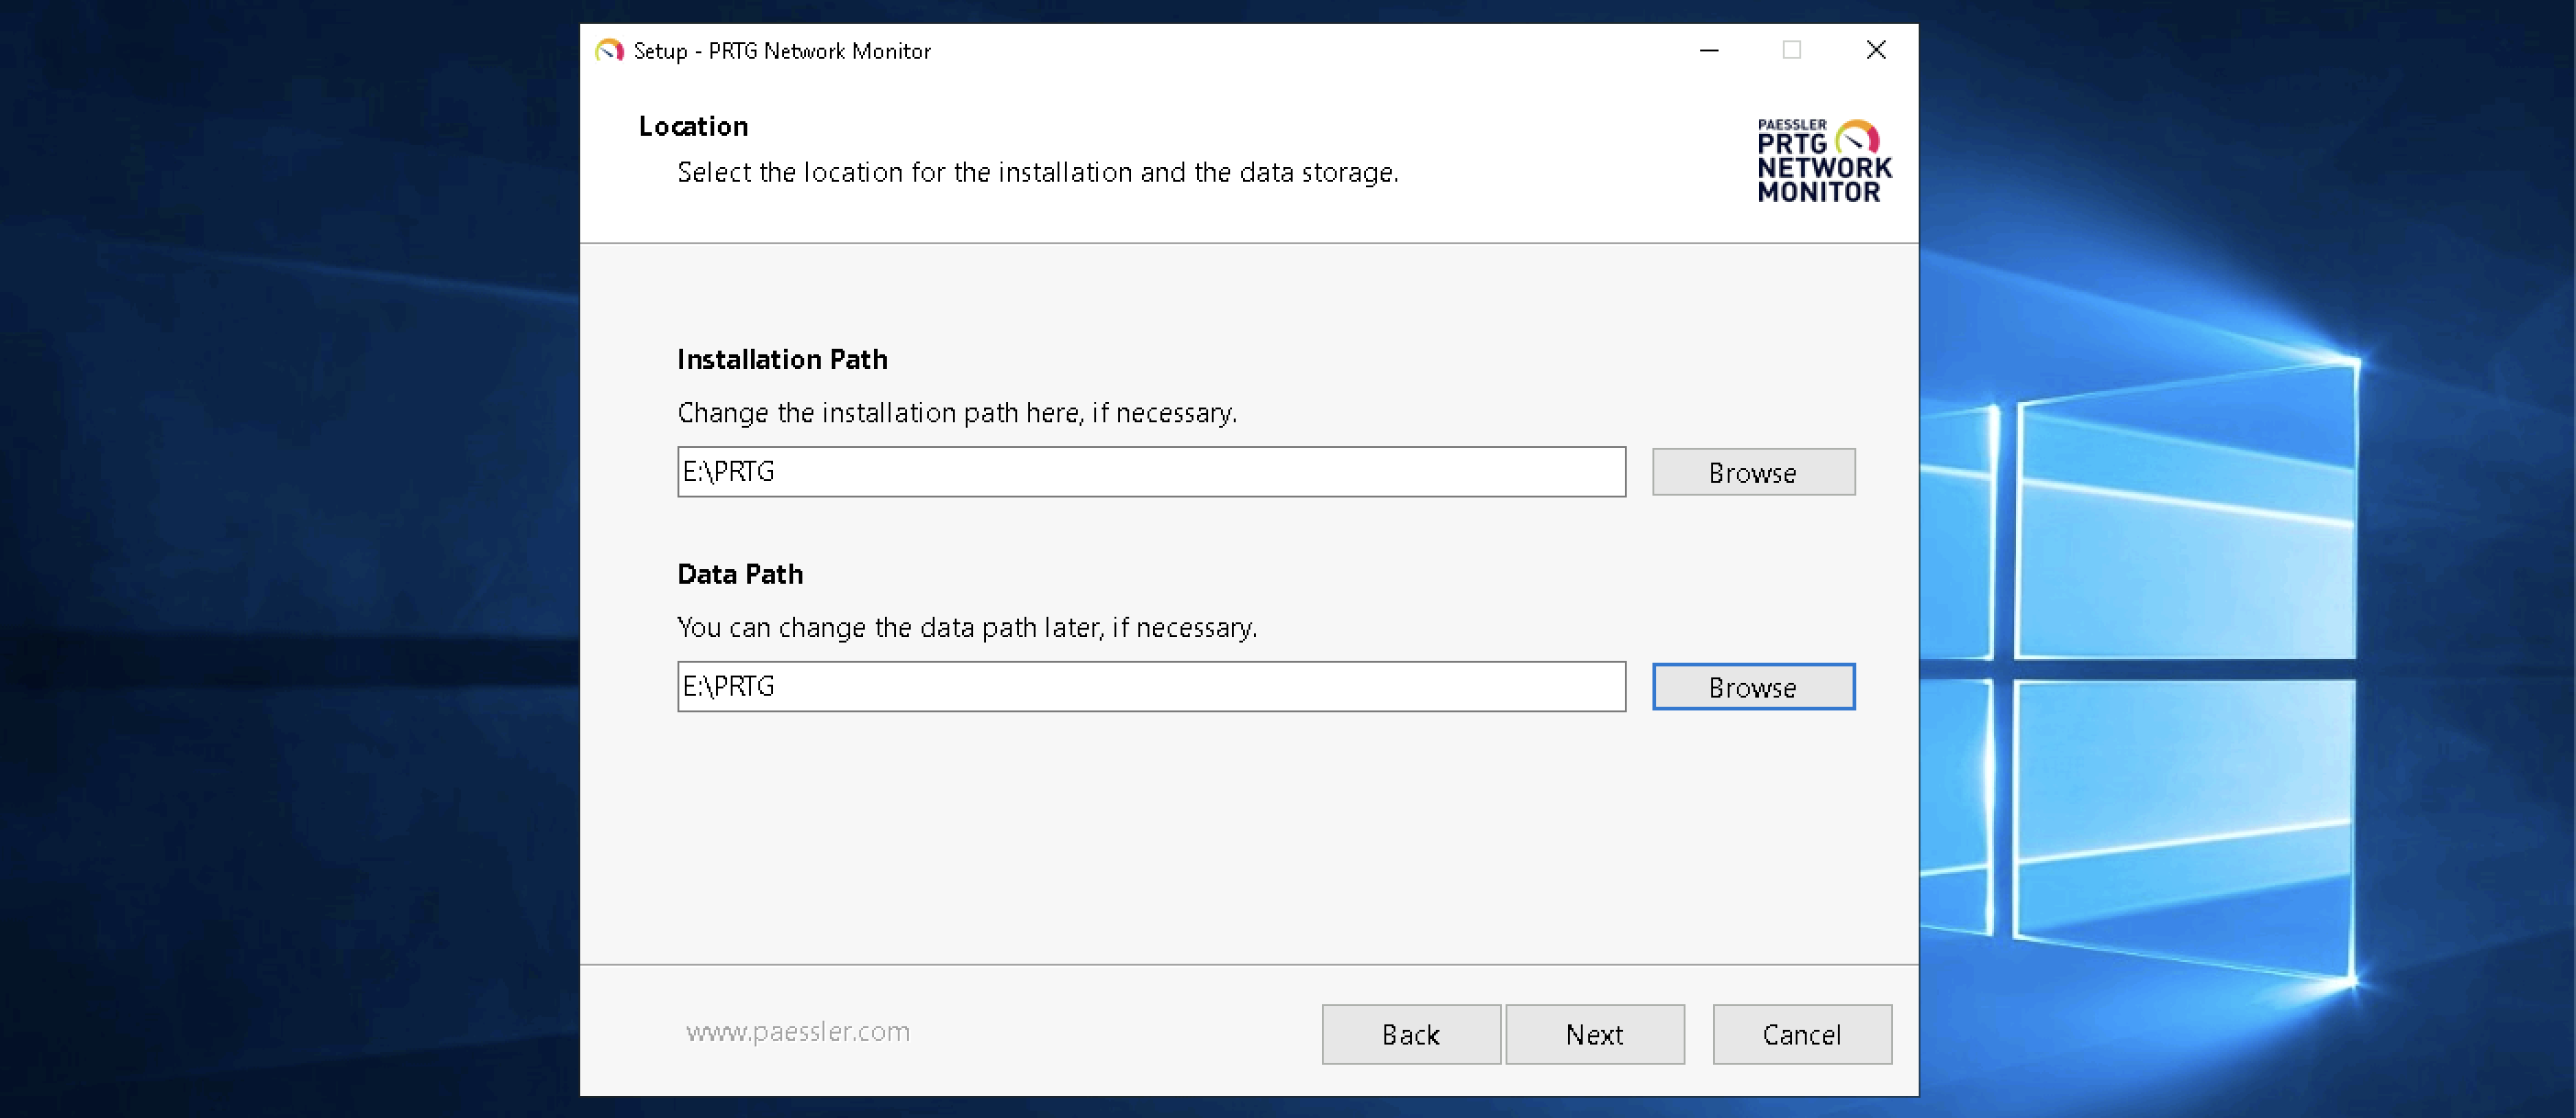 Setup - PRTG Network Monitor
Location
Select the location for the installation and the data storage.
PAESSLER
PRTG
NETWORK
MONITOR
Installation Path
Change the installation path here, if necessary.
E:\PRTG
Browse
Data Path
You can change the data path later, if necessary.
E:\PRTG
Browse
www.paessler.com
Back
Next
Cancel